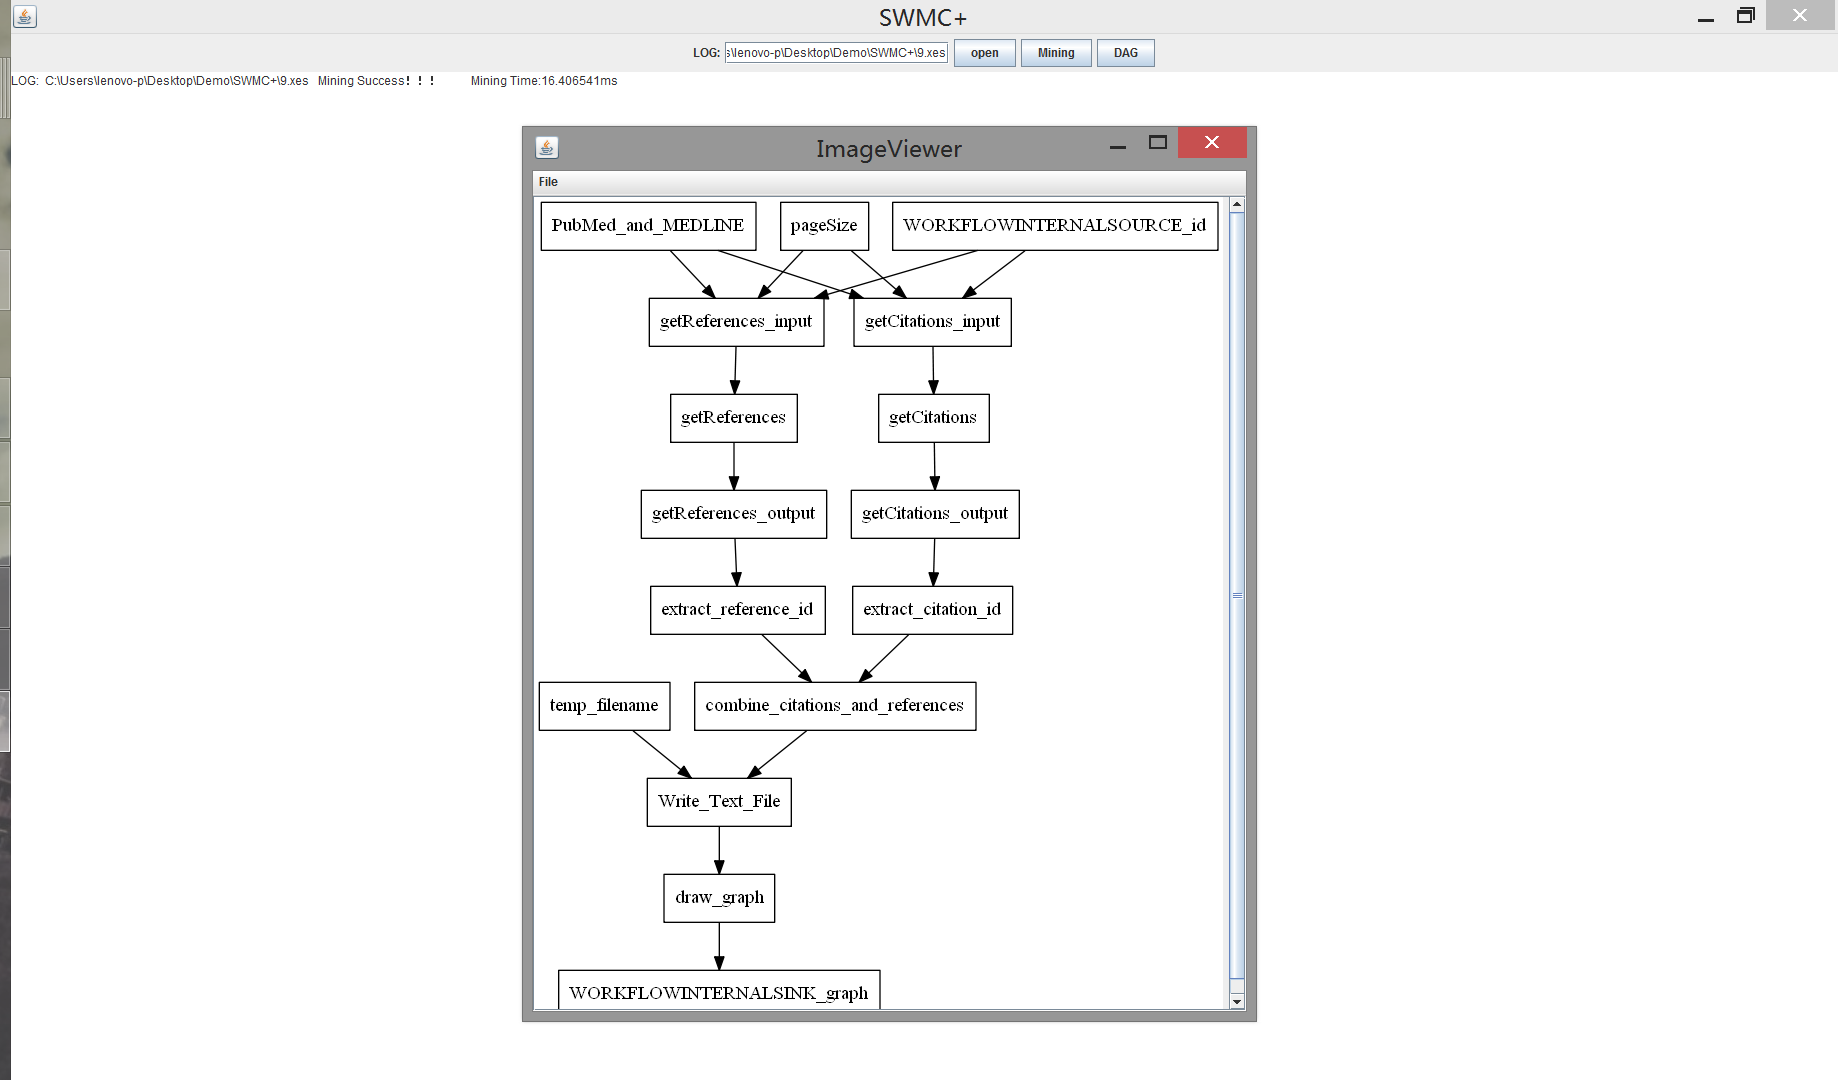 SWMC+
LOG: s\lenovo-p\Desktop\Demo\SWMC+\9.xes open Mining DAG
LOG: C:\Users\lenovo-p\Desktop\Demo\SWMC+\9.xes Mining Success！！！ Mining Time:16.406541ms
ImageViewer
File
PubMed_and_MEDLINE pageSize WORKFLOWINTERNALSOURCE_id
getReferences_input getCitations_input
getReferences getCitations
getReferences_output getCitations_output
extract_reference_id extract_citation_id
temp_filename combine_citations_and_references
Write_Text_File
draw_graph
WORKFLOWINTERNALSINK_graph